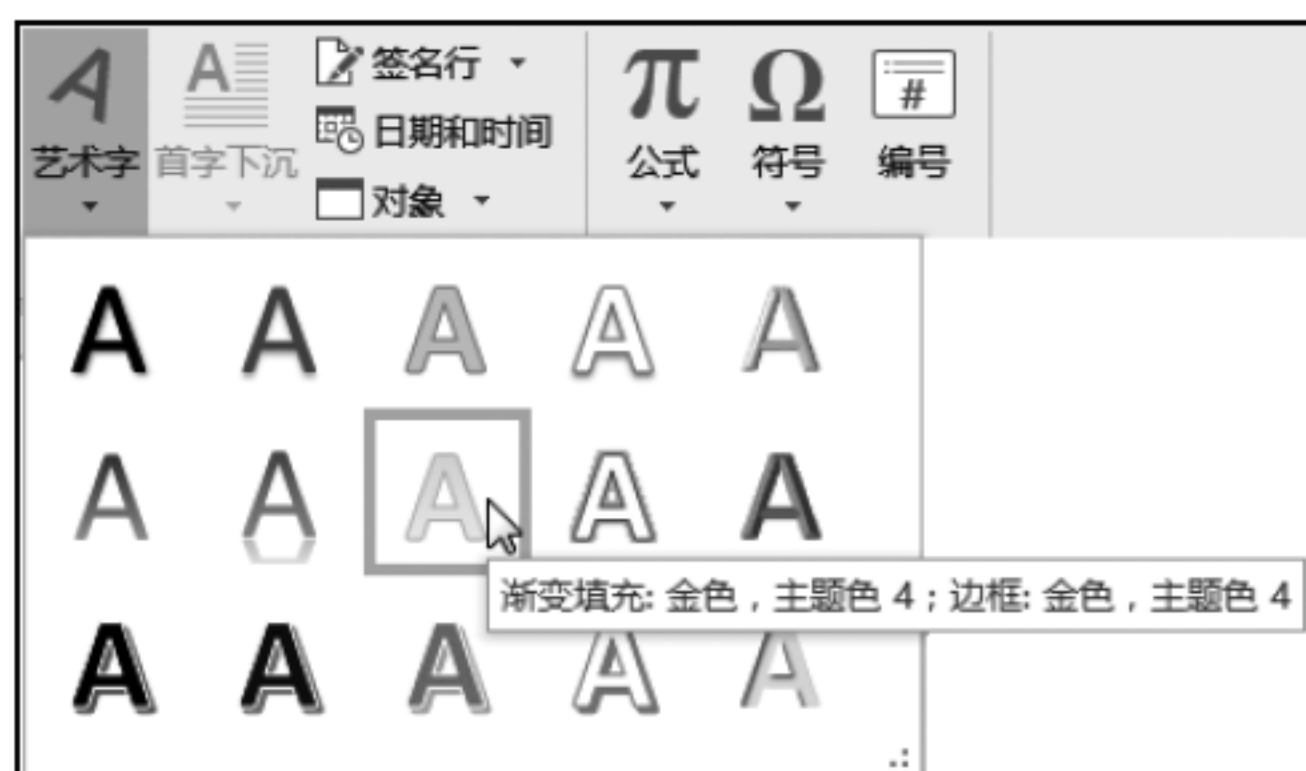 艺术字
首字下沉
签名行
日期和时间
对象
公式
符号
编号
A A A A A
A A A A A
渐变填充: 金色，主题色 4；边框: 金色，主题色 4
A A A A A